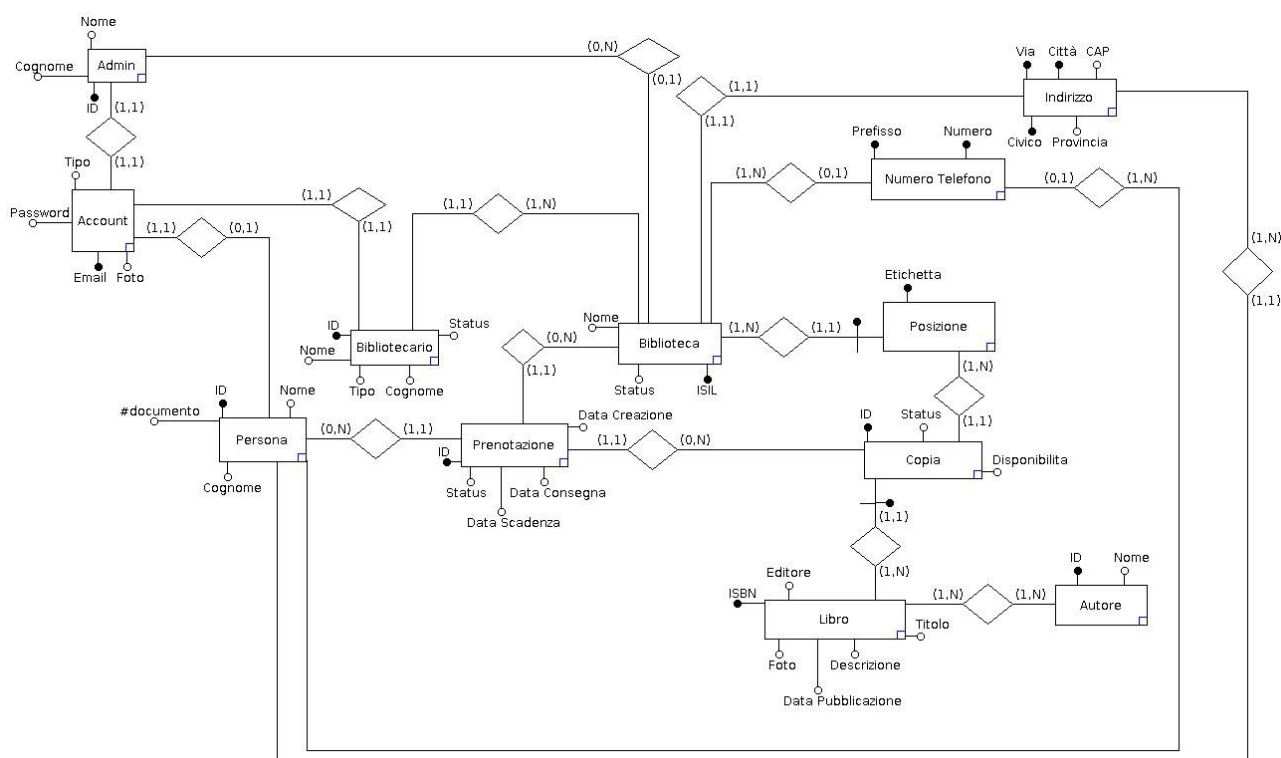 Nome
(0,N)
Via Città CAP
Cognome
Admin
(0,1)
(1,1)
Indirizzo
ID
(1,1)
(1,1)
Prefisso
Numero
Civico
Provincia
Tipo
(1,1)
(1,N)
(0,1)
Numero Telefono
(0,1)
(1,N)
Password
Account
(1,1)
(1,1)
(1,N)
(1,1)
(1,1)
(0,1)
(1,N)
Email
Foto
Etichetta
(1,1)
ID
Status
Nome
Posizione
Nome
Bibliotecario
(0,N)
Biblioteca
(1,N)
(1,1)
Tipo
Cognome
(1,1)
Status
ISIL
(1,N)
ID
Nome
#documento
Data Creazione
ID
Status
(1,1)
Persona
(0,N)
(1,1)
Prenotazione
(1,1)
(0,N)
Copia
Disponibilita
ID
Cognome
Status
Data Consegna
Data Scadenza
(1,1)
ID
Nome
Editore
(1,N)
ISBN
(1,N)
(1,N)
Autore
Libro
Titolo
Foto
Descrizione
Data Pubblicazione